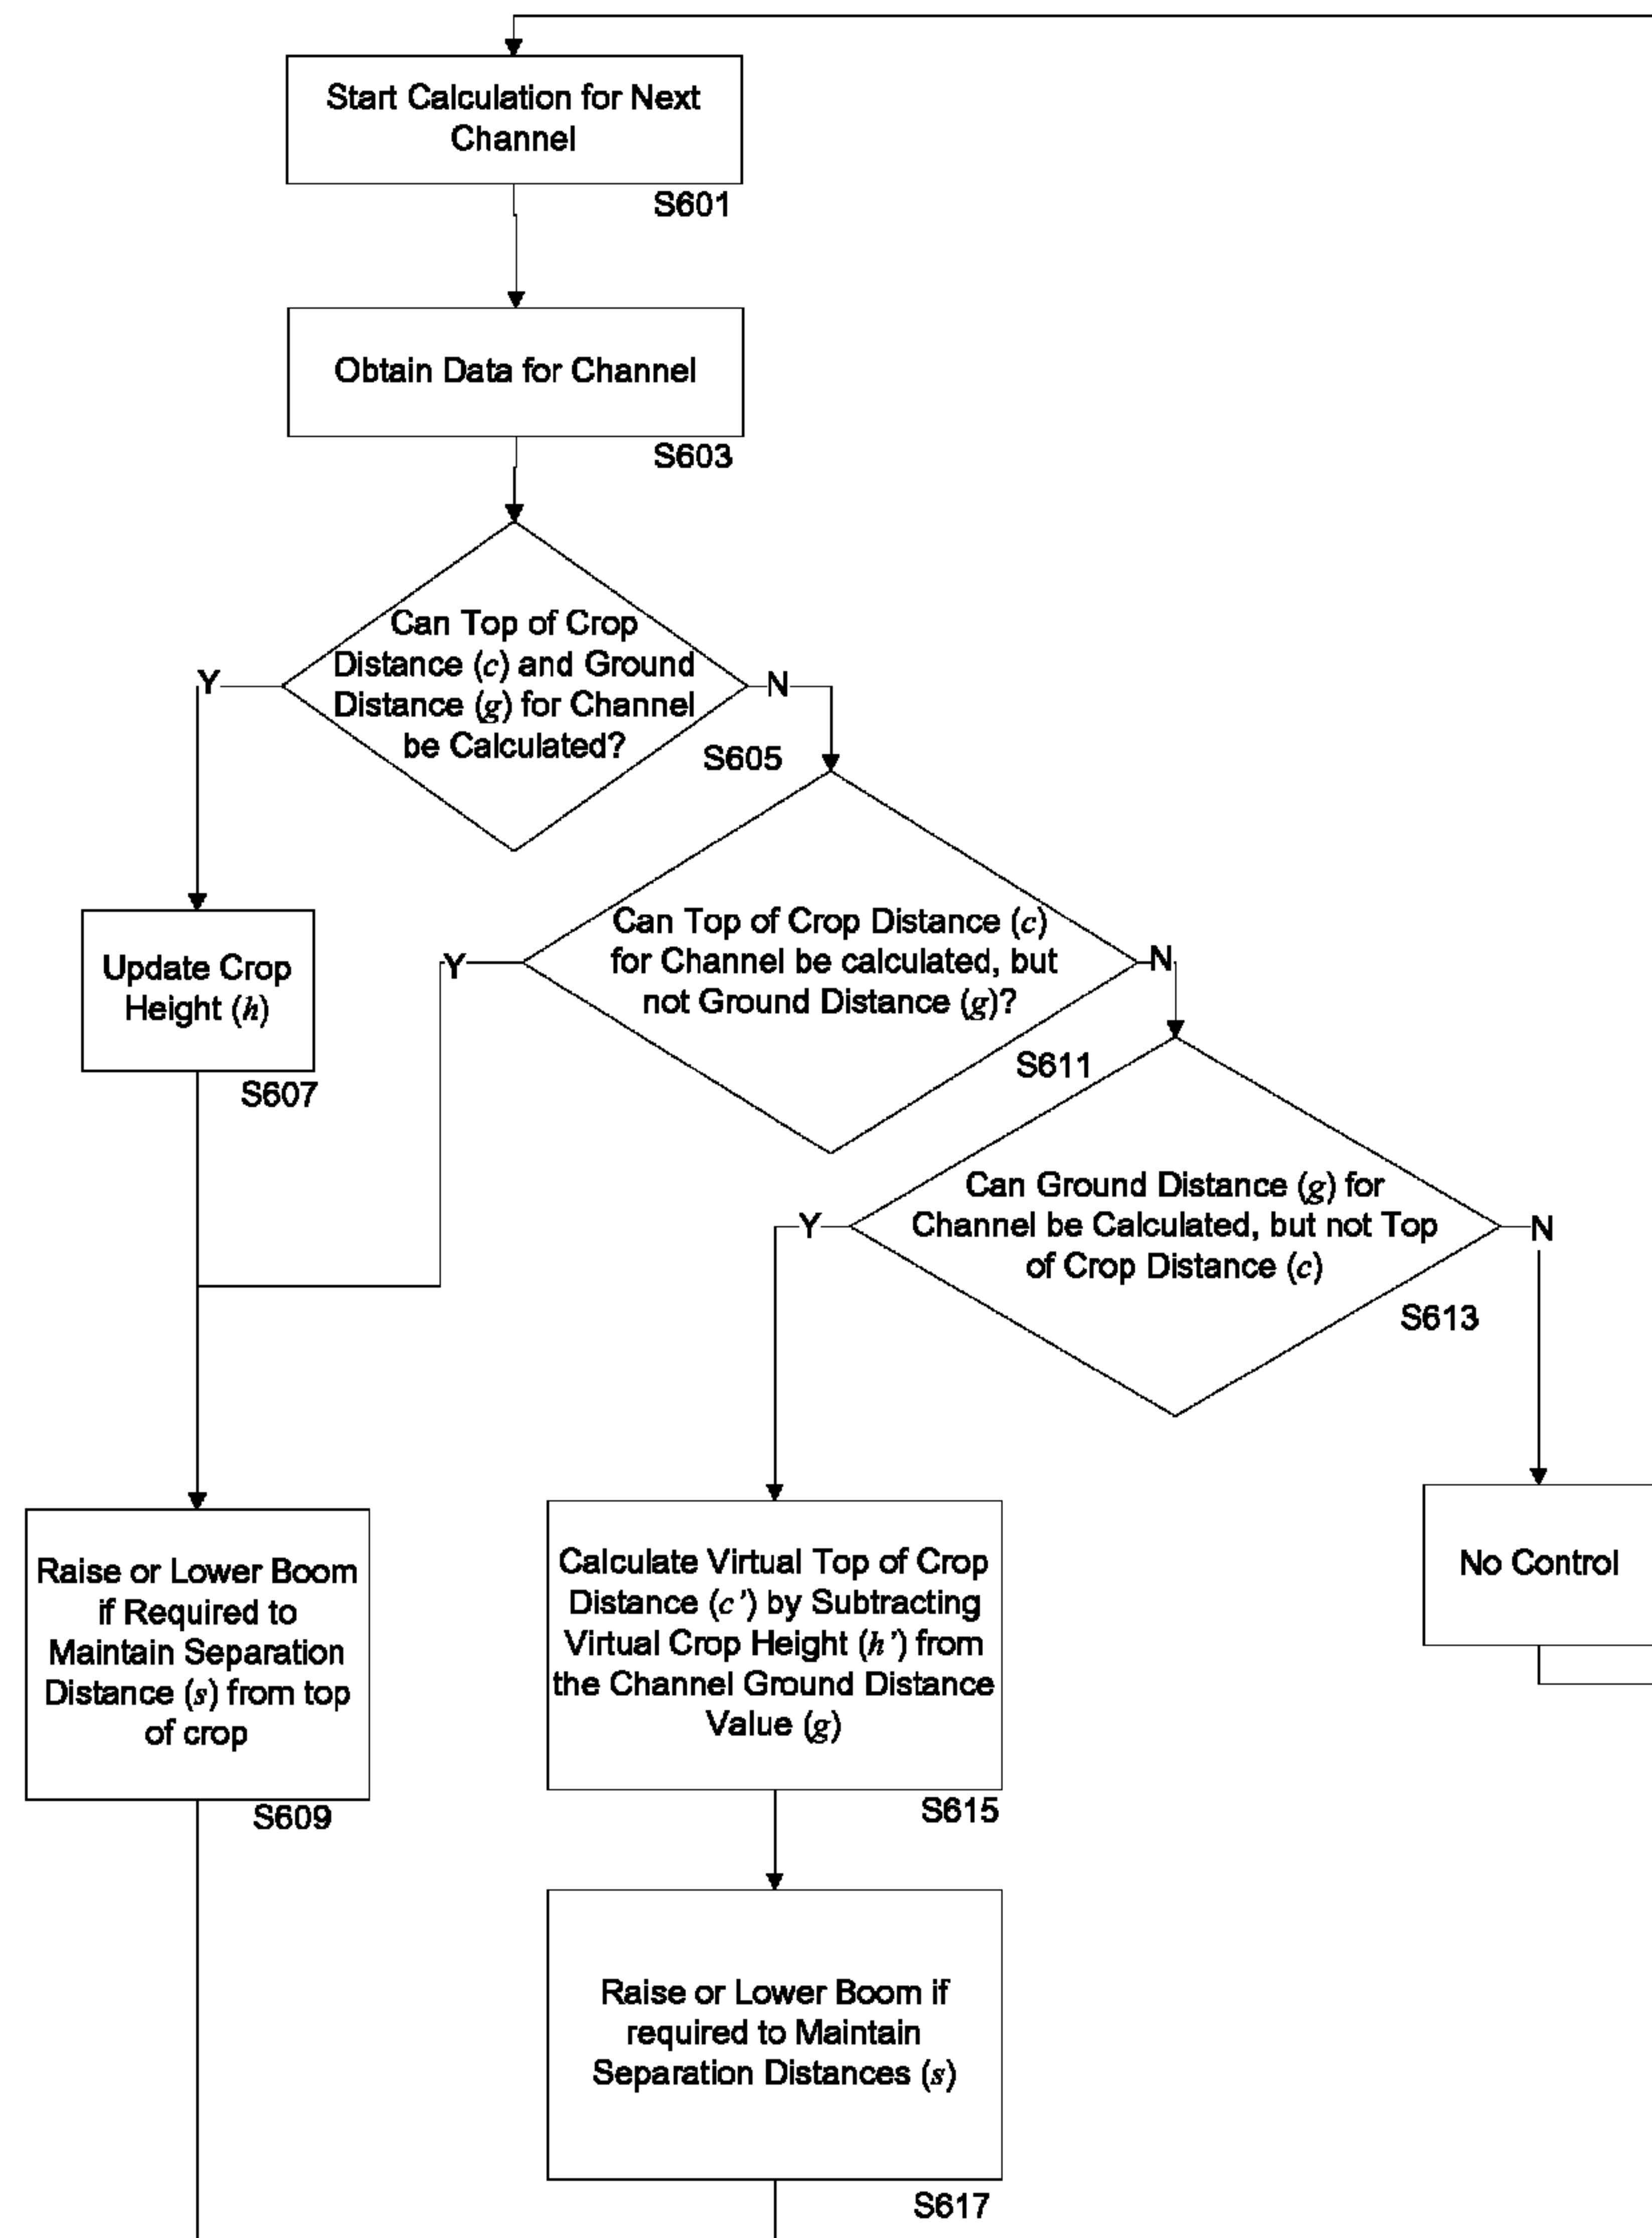 Start Calculation for Next
Channel
S601
Obtain Data for Channel
S603
Can Top of Crop
Distance (c) and Ground
Distance (g) for Channel
be Calculated?
Y
N
S605
Can Top of Crop Distance (c)
for Channel be calculated, but
not Ground Distance (g)?
Y
N
S611
Update Crop
Height (h)
S607
Can Ground Distance (g) for
Channel be Calculated, but not Top
of Crop Distance (c)
Y
N
S613
Raise or Lower Boom
if Required to
Maintain Separation
Distance (s) from top
of crop
S609
Calculate Virtual Top of Crop
Distance (c') by Subtracting
Virtual Crop Height (h') from
the Channel Ground Distance
Value (g)
S615
No Control
Raise or Lower Boom if
required to Maintain
Separation Distances (s)
S617